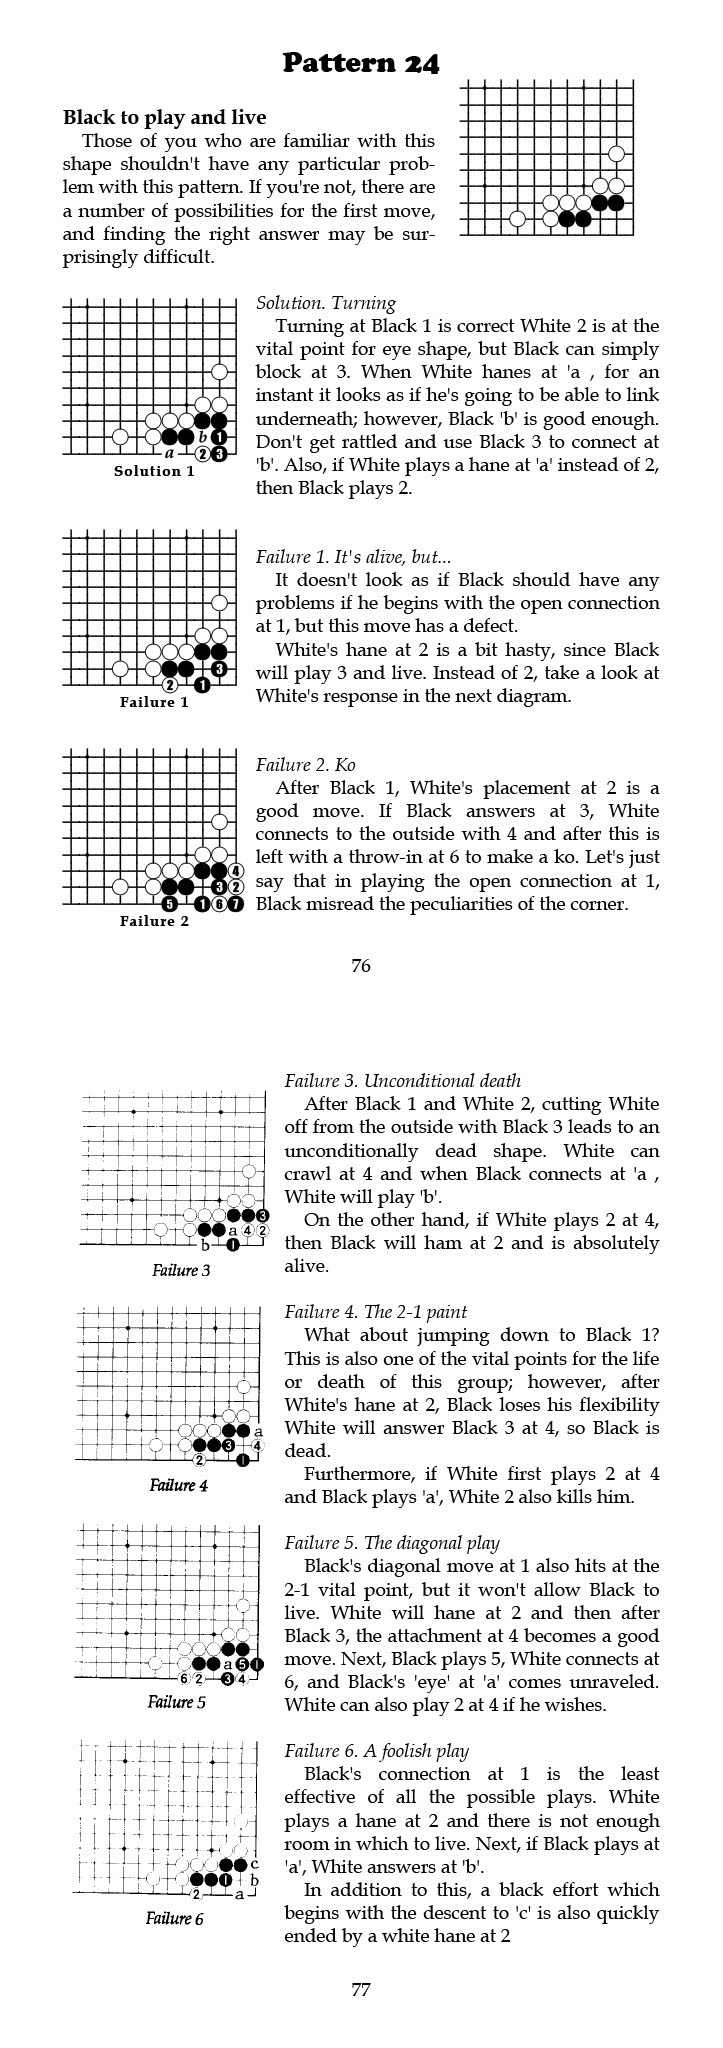 Pattern 24
Black to play and live
Those of you who are familiar with this
shape shouldn't have any particular prob-
lem with this pattern. If you're not, there are
a number of possibilities for the first move,
and finding the right answer may be sur-
prisingly difficult.
Solution. Turning
Turning at Black 1 is correct White 2 is at the
vital point for eye shape, but Black can simply
block at 3. When White hanes at 'a , for an
instant it looks as if he's going to be able to link
underneath; however, Black 'b' is good enough.
Don't get rattled and use Black 3 to connect at
'b'. Also, if White plays a hane at 'a' instead of 2,
then Black plays 2.
b 1
a 2 3
Solution 1
Failure 1. It's alive, but...
It doesn't look as if Black should have any
problems if he begins with the open connection
at 1, but this move has a defect.
White's hane at 2 is a bit hasty, since Black
will play 3 and live. Instead of 2, take a look at
White's response in the next diagram.
3
2 1
Failure 1
Failure 2. Ko
After Black 1, White's placement at 2 is a
good move. If Black answers at 3, White
connects to the outside with 4 and after this is
left with a throw-in at 6 to make a ko. Let's just
say that in playing the open connection at 1,
Black misread the peculiarities of the corner.
4
3 2
5 1 6 7
Failure 2
76
Failure 3. Unconditional death
After Black 1 and White 2, cutting White
off from the outside with Black 3 leads to an
unconditionally dead shape. White can
crawl at 4 and when Black connects at 'a ,
White will play 'b'.
On the other hand, if White plays 2 at 4,
then Black will ham at 2 and is absolutely
alive.
3
a 4 2
b 1
Failure 3
Failure 4. The 2-1 paint
What about jumping down to Black 1?
This is also one of the vital points for the life
or death of this group; however, after
White's hane at 2, Black loses his flexibility
White will answer Black 3 at 4, so Black is
dead.
Furthermore, if White first plays 2 at 4
and Black plays 'a', White 2 also kills him.
a
3 4
2 1
Failure 4
Failure 5. The diagonal play
Black's diagonal move at 1 also hits at the
2-1 vital point, but it won't allow Black to
live. White will hane at 2 and then after
Black 3, the attachment at 4 becomes a good
move. Next, Black plays 5, White connects at
6, and Black's 'eye' at 'a' comes unraveled.
White can also play 2 at 4 if he wishes.
a 5 1
6 2 3 4
Failure 5
Failure 6. A foolish play
Black's connection at 1 is the least
effective of all the possible plays. White
plays a hane at 2 and there is not enough
room in which to live. Next, if Black plays at
'a', White answers at 'b'.
In addition to this, a black effort which
begins with the descent to 'c' is also quickly
ended by a white hane at 2
c
1 b
2 a
Failure 6
77